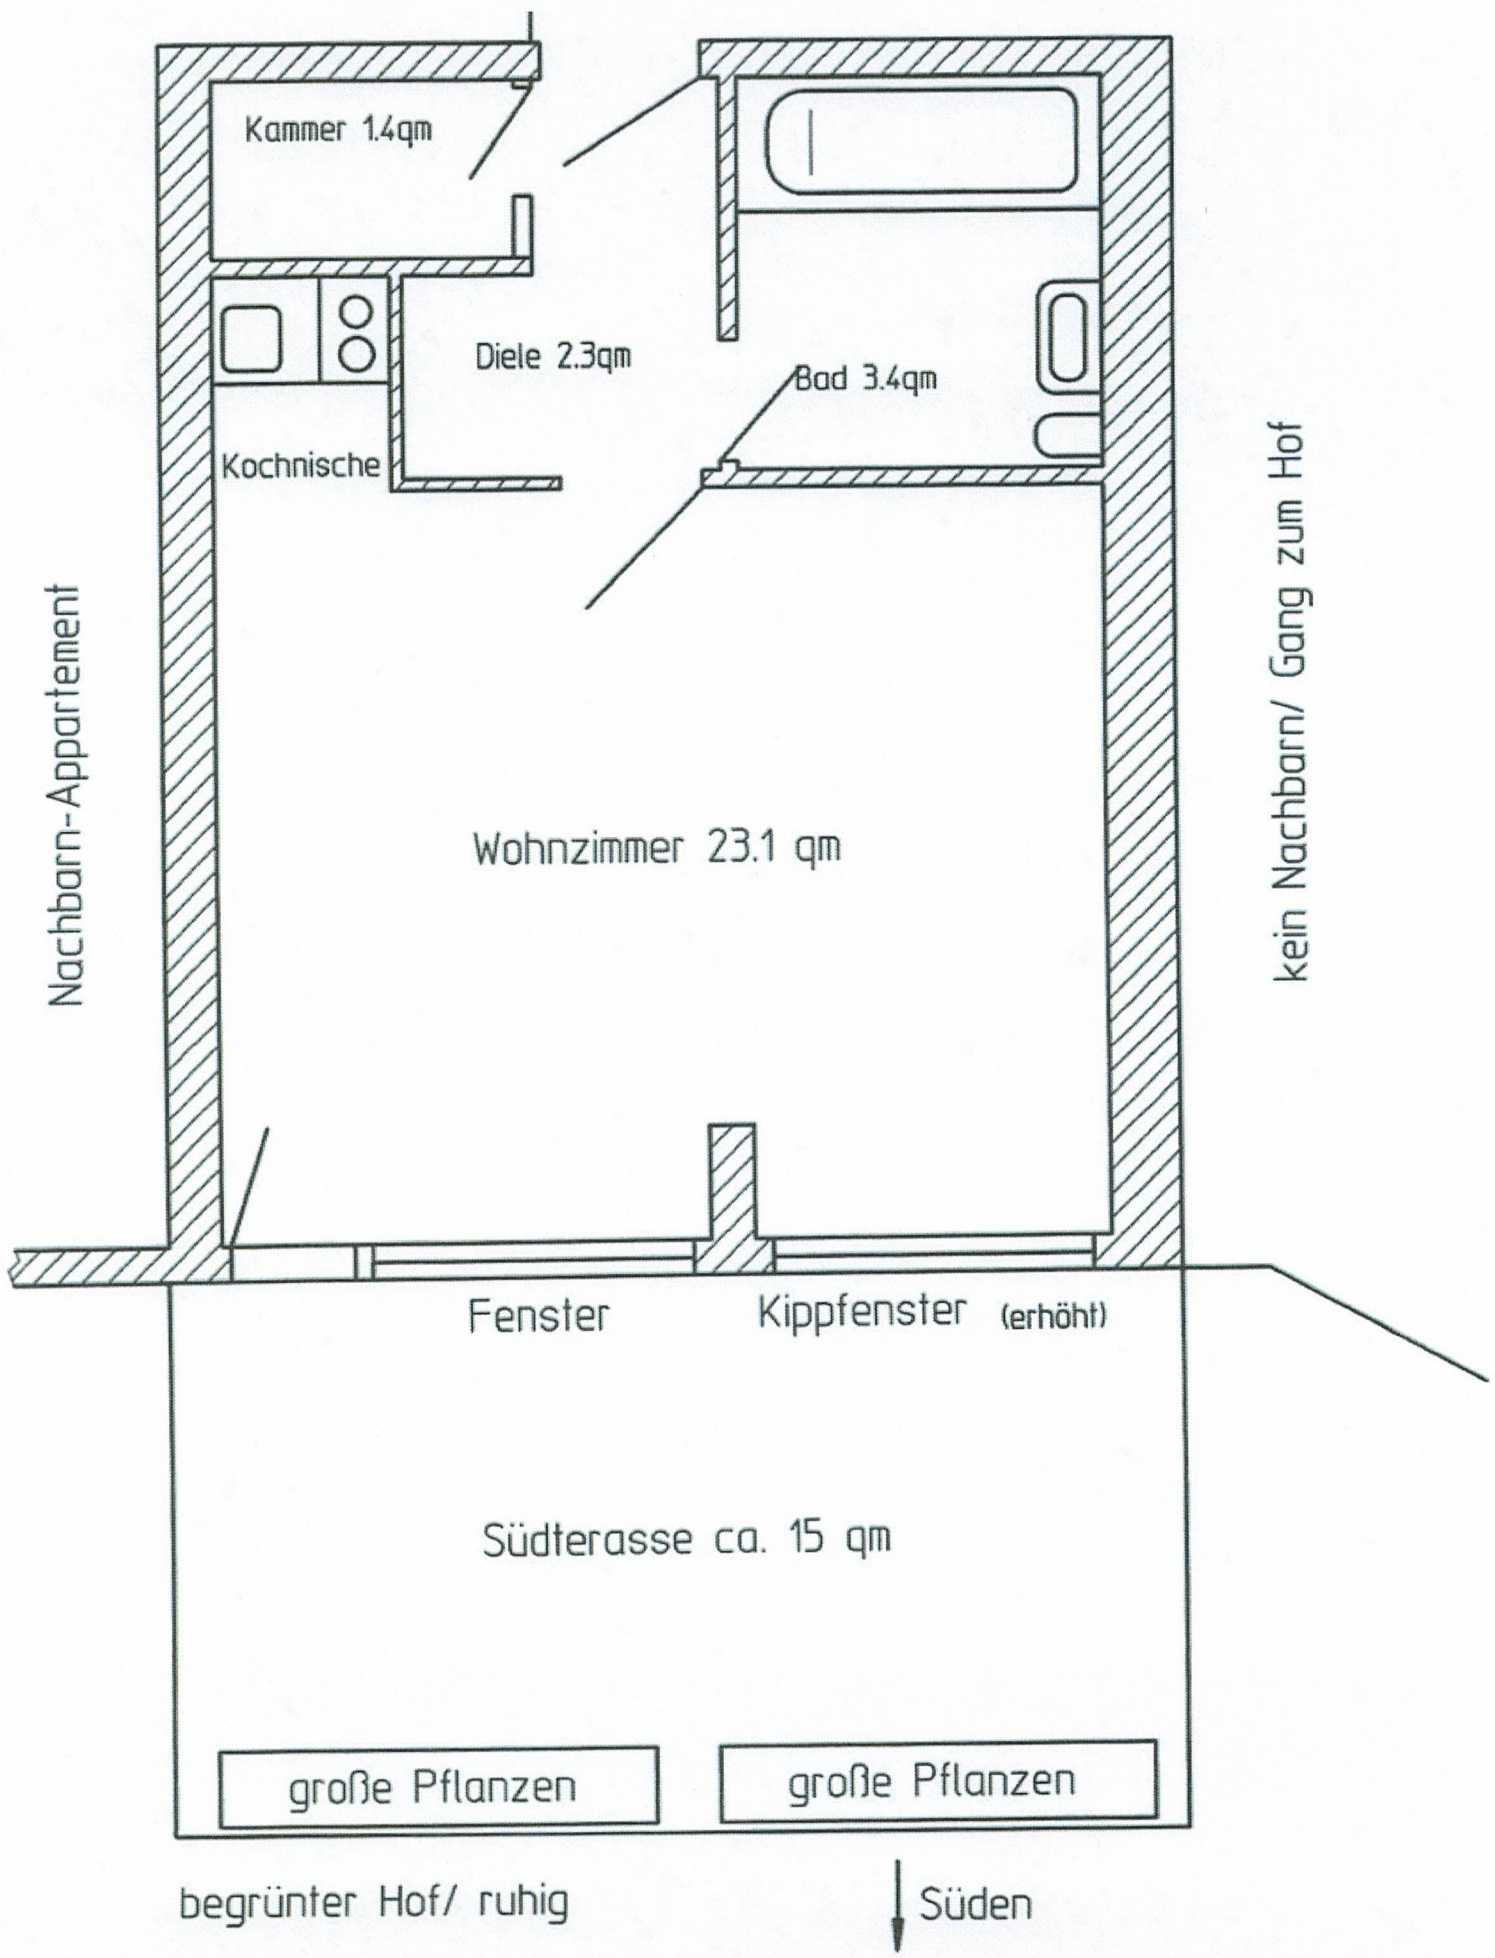 Kammer 1.4qm
Diele 2.3qm
Bad 3.4qm
Kochnische
Nachbarn-Appartement
kein Nachbarn/ Gang zum Hof
Wohnzimmer 23.1 qm
Fenster
Kippfenster (erhöht)
Südterasse ca. 15 qm
große Pflanzen
große Pflanzen
begrünter Hof/ ruhig
Süden